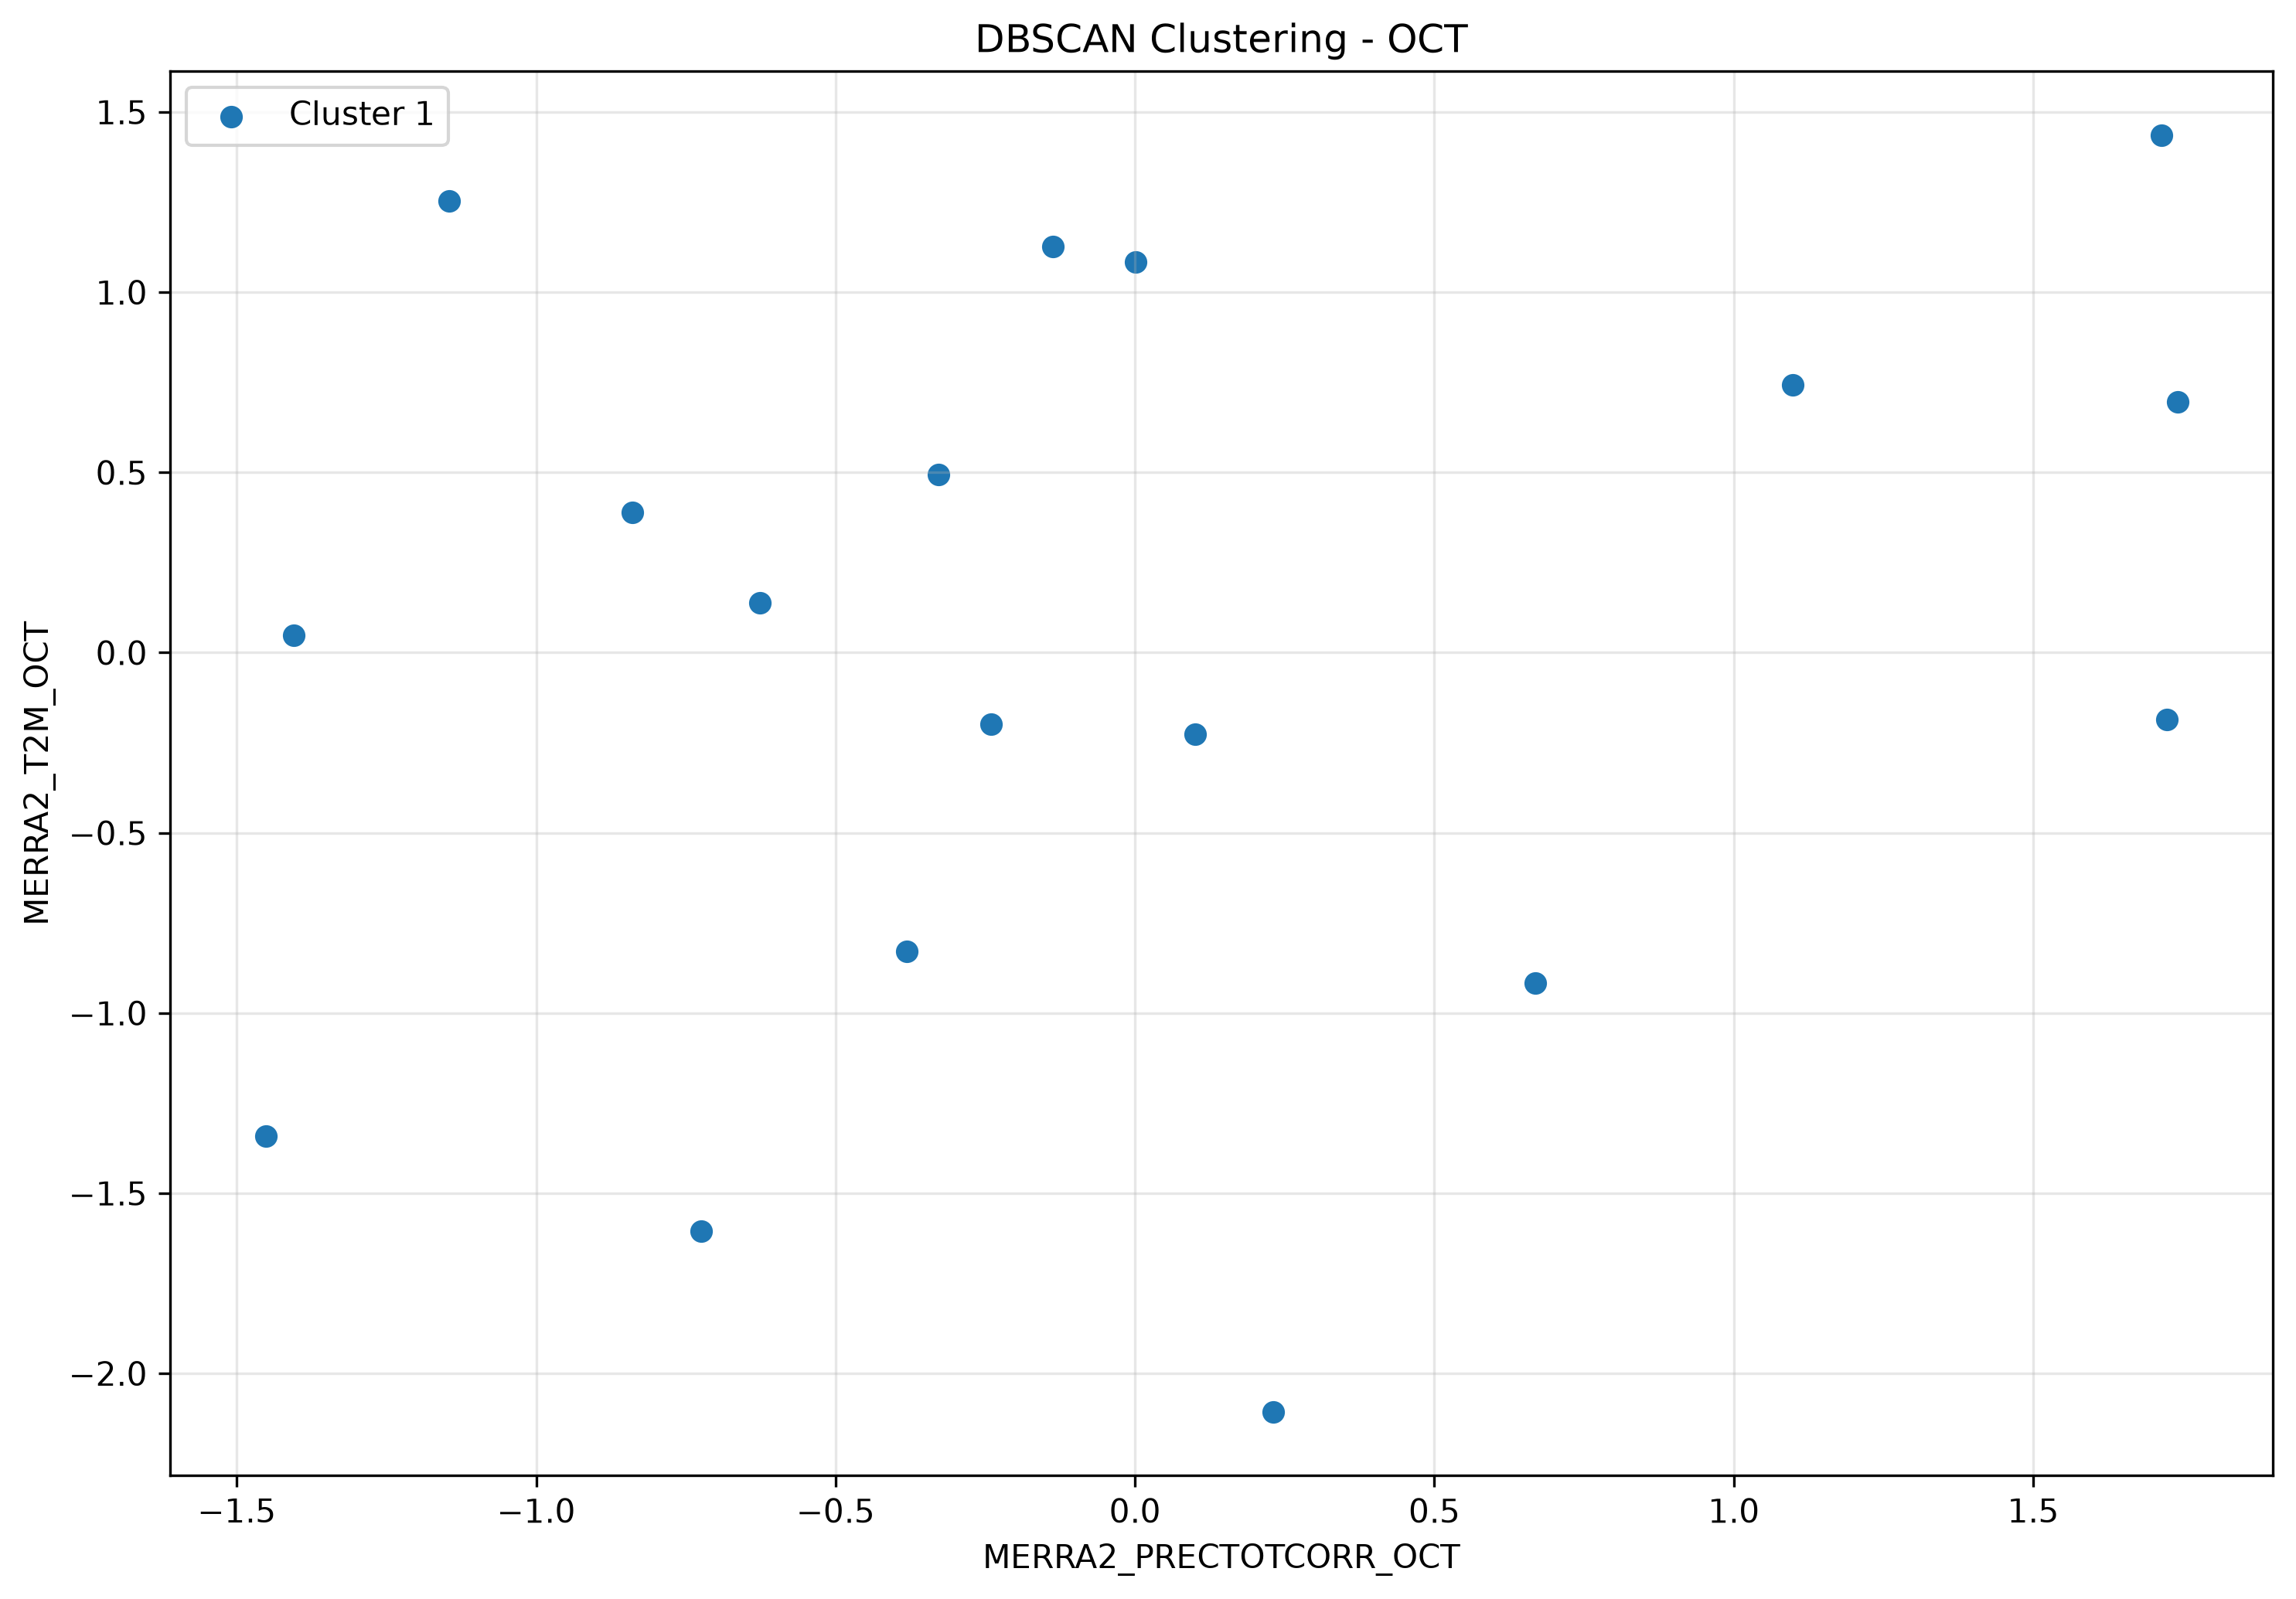 DBSCAN Clustering - OCT
Cluster 1
1.5
1.0
0.5
0.0
−0.5
−1.0
−1.5
−2.0
MERRA2_T2M_OCT
−1.5 −1.0 −0.5 0.0 0.5 1.0 1.5
MERRA2_PRECTOTCORR_OCT